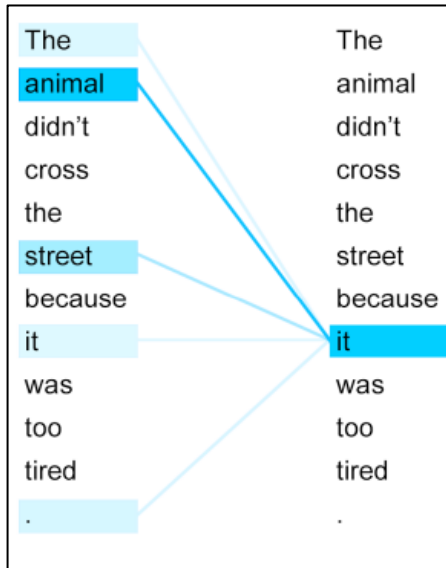 The
animal
didn't
cross
the
street
because
it
was
too
tired
.
The
animal
didn't
cross
the
street
because
it
was
too
tired
.